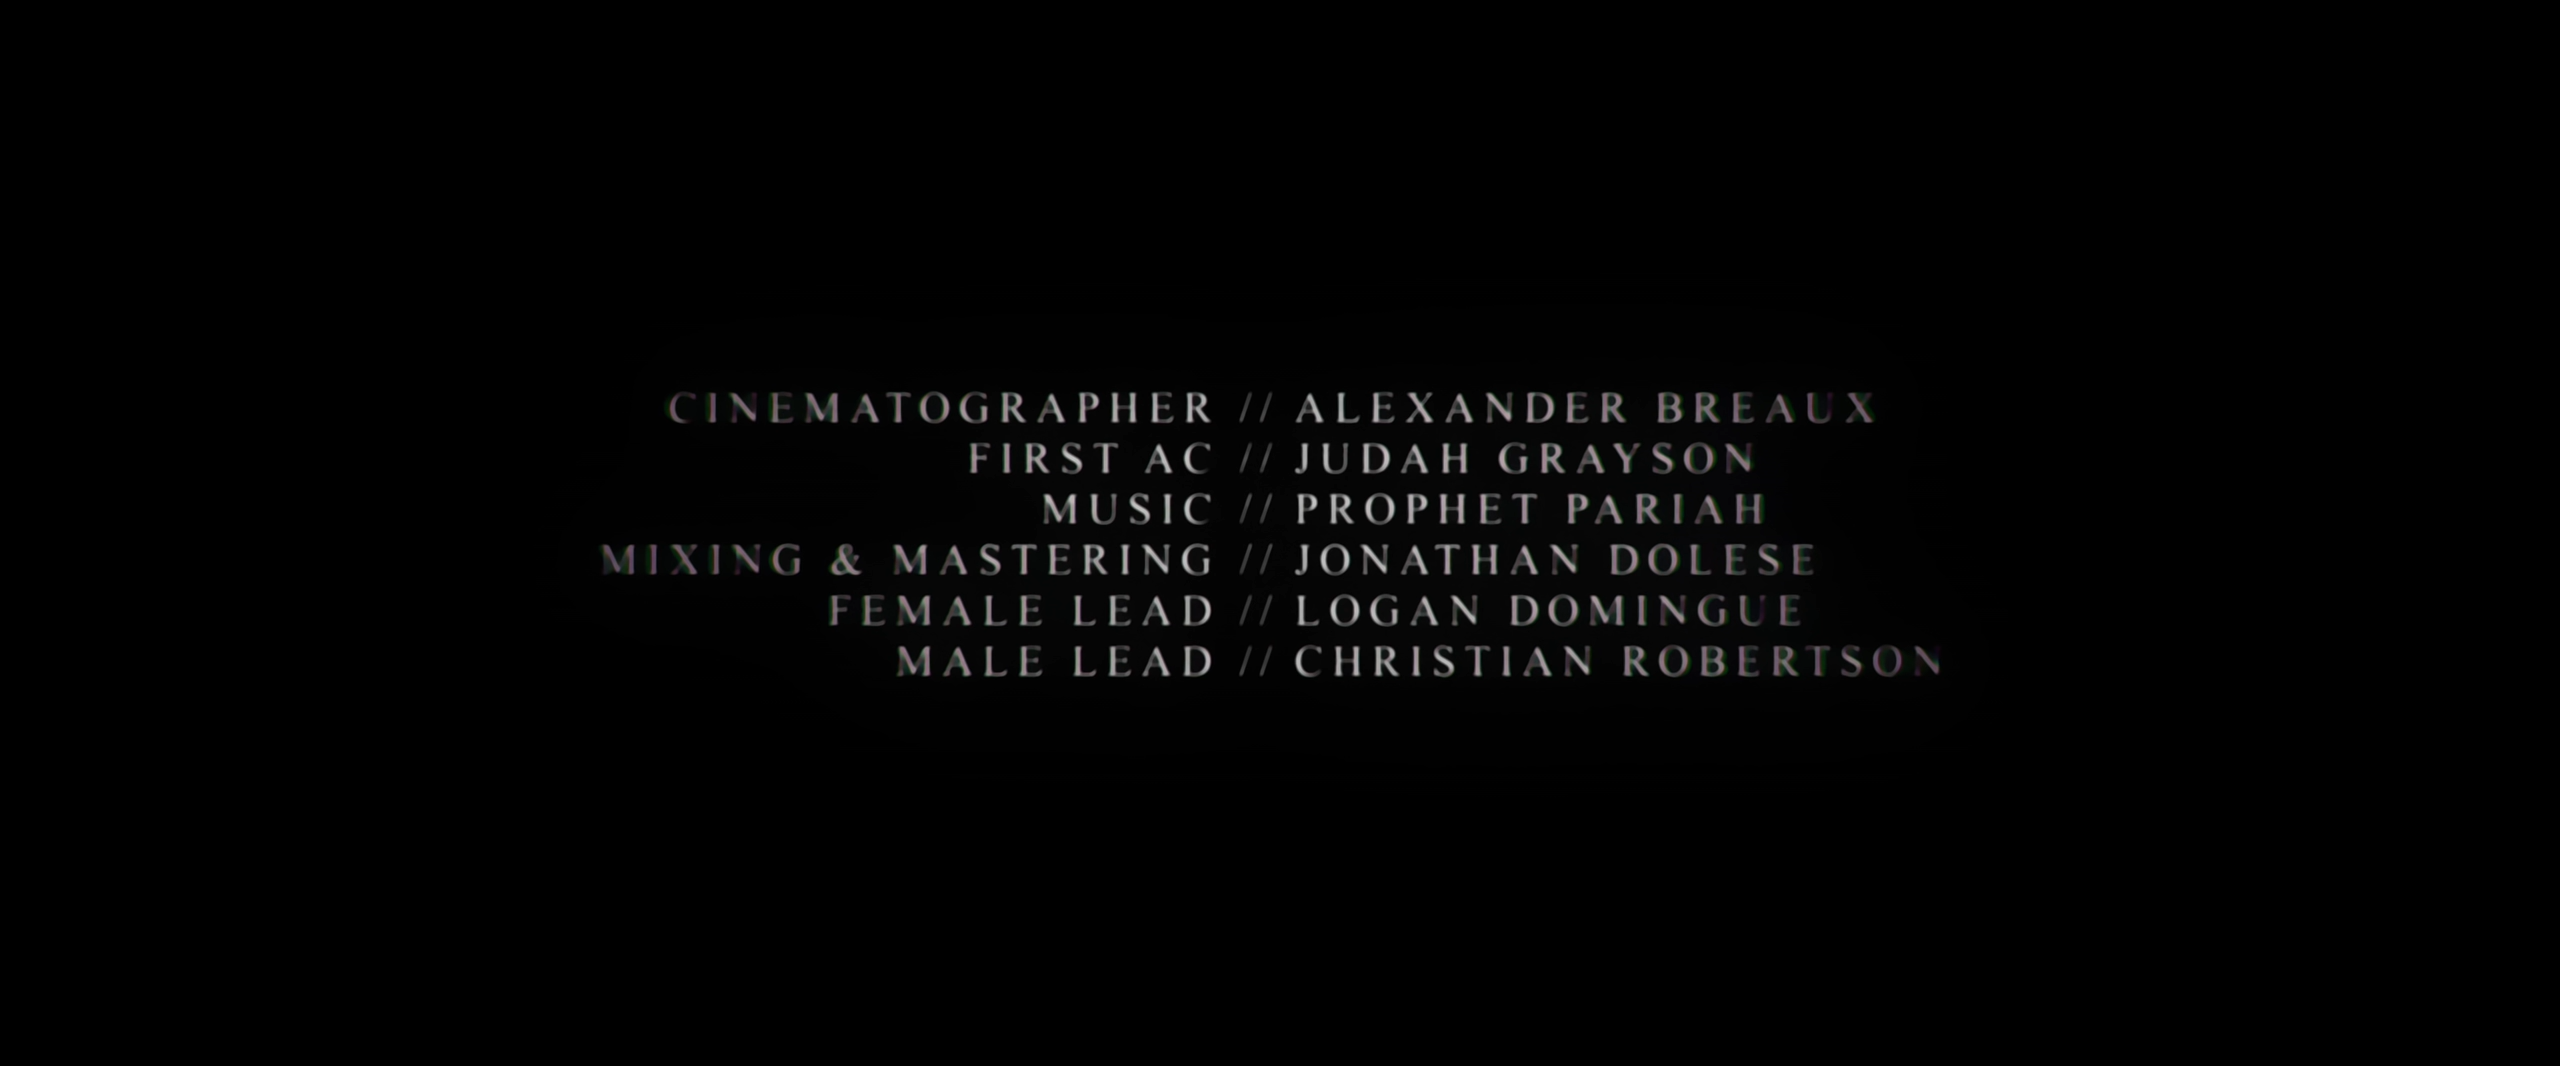 CINEMATOGRAPHER // ALEXANDER BREAUX
FIRST AC // JUDAH GRAYSON
MUSIC // PROPHET PARIAH
MIXING & MASTERING // JONATHAN DOLESE
FEMALE LEAD // LOGAN DOMINGUE
MALE LEAD // CHRISTIAN ROBERTSON